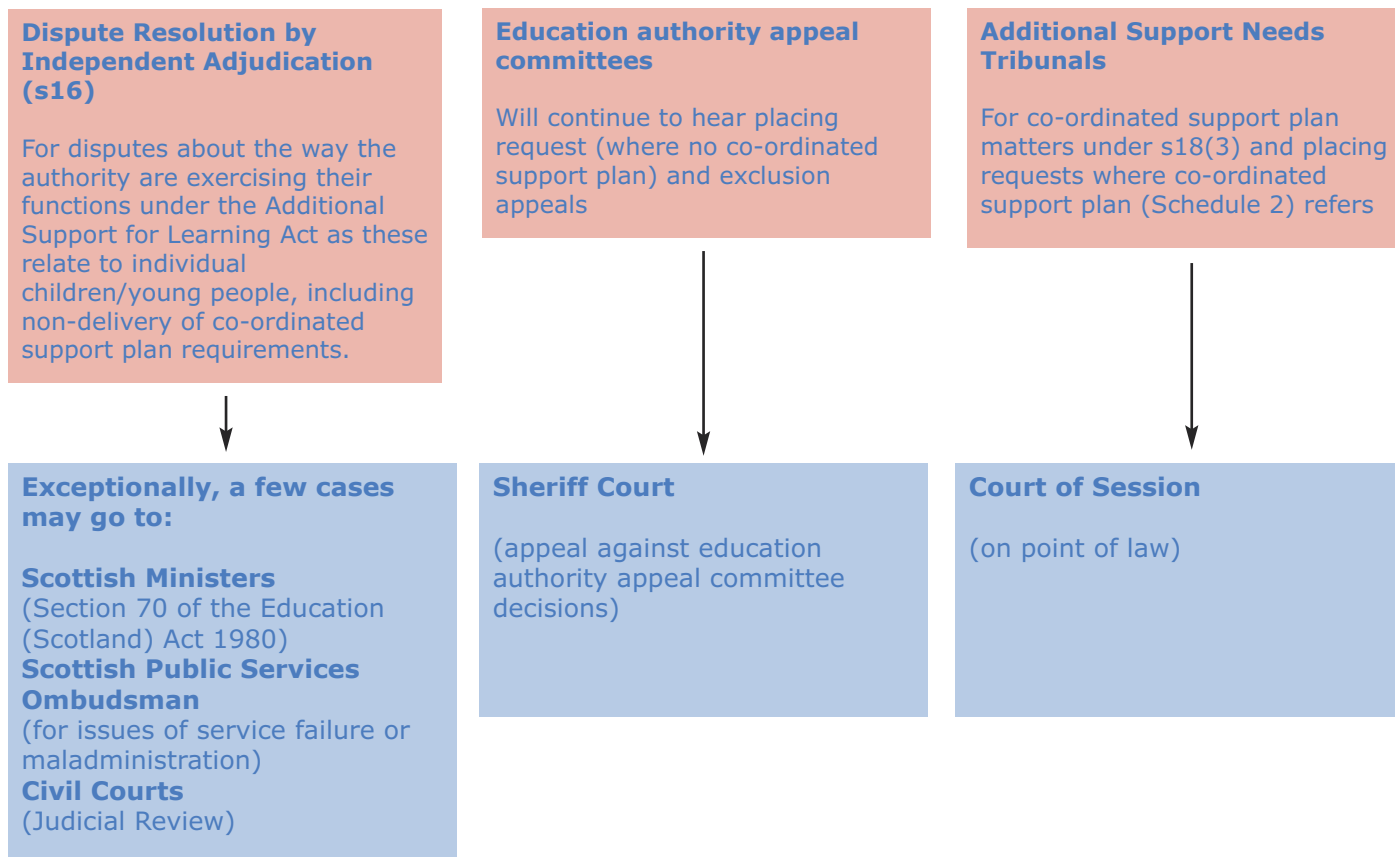 Dispute Resolution by
Independent Adjudication
(s16)
For disputes about the way the
authority are exercising their
functions under the Additional
Support for Learning Act as these
relate to individual
children/young people, including
non-delivery of co-ordinated
support plan requirements.
Education authority appeal
committees
Will continue to hear placing
request (where no co-ordinated
support plan) and exclusion
appeals
Additional Support Needs
Tribunals
For co-ordinated support plan
matters under s18(3) and placing
requests where co-ordinated
support plan (Schedule 2) refers
Exceptionally, a few cases
may go to:
Scottish Ministers
(Section 70 of the Education
(Scotland) Act 1980)
Scottish Public Services
Ombudsman
(for issues of service failure or
maladministration)
Civil Courts
(Judicial Review)
Sheriff Court
(appeal against education
authority appeal committee
decisions)
Court of Session
(on point of law)